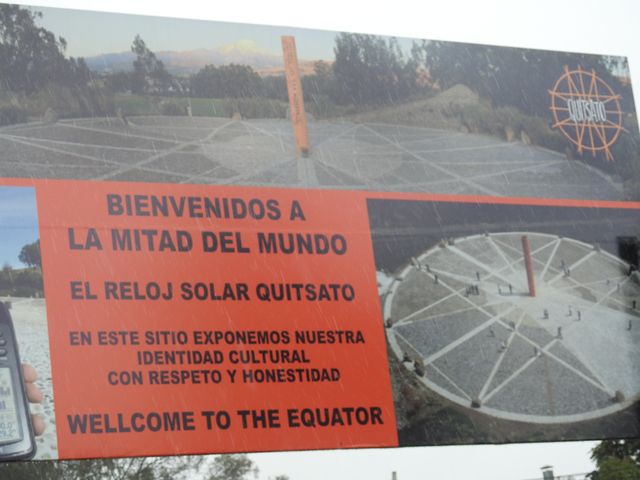 QUITSATO
BIENVENIDOS A
LA MITAD DEL MUNDO
EL RELOJ SOLAR QUITSATO
EN ESTE SITIO EXPONEMOS NUESTRA
IDENTIDAD CULTURAL
CON RESPETO Y HONESTIDAD
WELLCOME TO THE EQUATOR